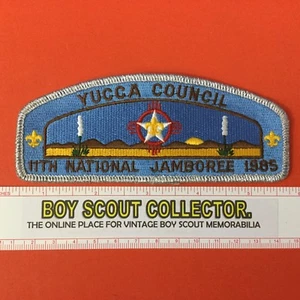 YUCCA COUNCIL
11TH NATIONAL JAMBOREE 1985
BOY SCOUT COLLECTOR.
THE ONLINE PLACE FOR VINTAGE BOY SCOUT MEMORABILIA